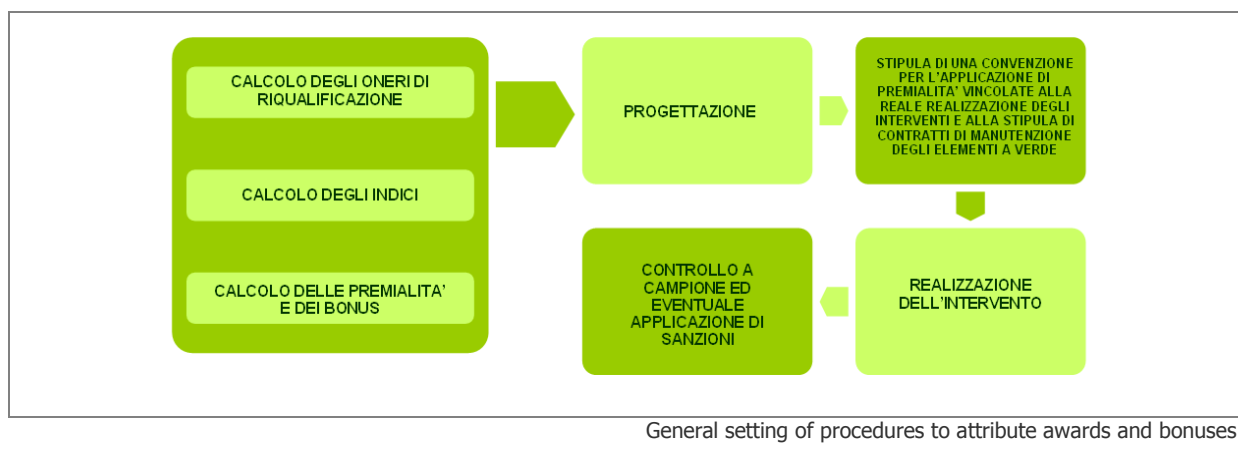 CALCOLO DEGLI ONERI DI
RIQUALIFICAZIONE
CALCOLO DEGLI INDICI
CALCOLO DELLE PREMIALITA'
E DEI BONUS
PROGETTAZIONE
STIPULA DI UNA CONVENZIONE
PER L'APPLICAZIONE DI
PREMIALITA' VINCOLATE ALLA
REALE REALIZZAZIONE DEGLI
INTERVENTI E ALLA STIPULA DI
CONTRATTI DI MANUTENZIONE
DEGLI ELEMENTI A VERDE
REALIZZAZIONE
DELL'INTERVENTO
CONTROLLO A
CAMPIONE ED
EVENTUALE
APPLICAZIONE DI
SANZIONI
General setting of procedures to attribute awards and bonuses